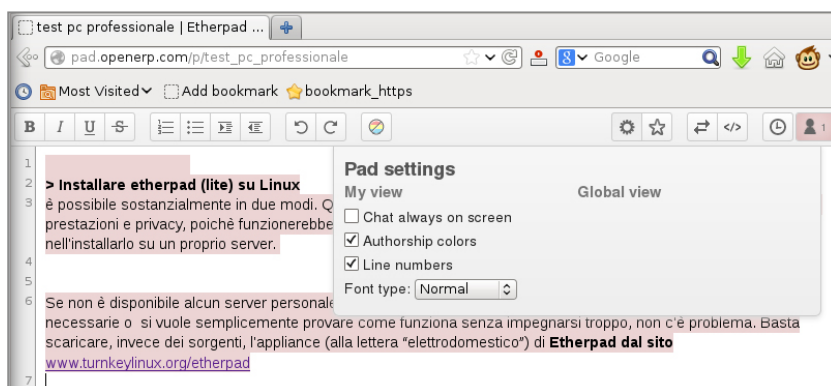 test pc professionale | Etherpad ...
pad.openerp.com/p/test_pc_professionale
Google
Most Visited
Add bookmark
bookmark_https
B I U S
1
Pad settings
My view
Global view
Chat always on screen
Authorship colors
Line numbers
Font type: Normal
1
2 > Installare etherpad (lite) su Linux
3 è possibile sostanzialmente in due modi. Q
prestazioni e privacy, poichè funzionerebbe
nell'installarlo su un proprio server.
4
5
6 Se non è disponibile alcun server personale
necessarie o si vuole semplicemente provare come funziona senza impegnarsi troppo, non c'è problema. Basta
scaricare, invece dei sorgenti, l'appliance (alla lettera “elettrodomestico”) di Etherpad dal sito
www.turnkeylinux.org/etherpad
7